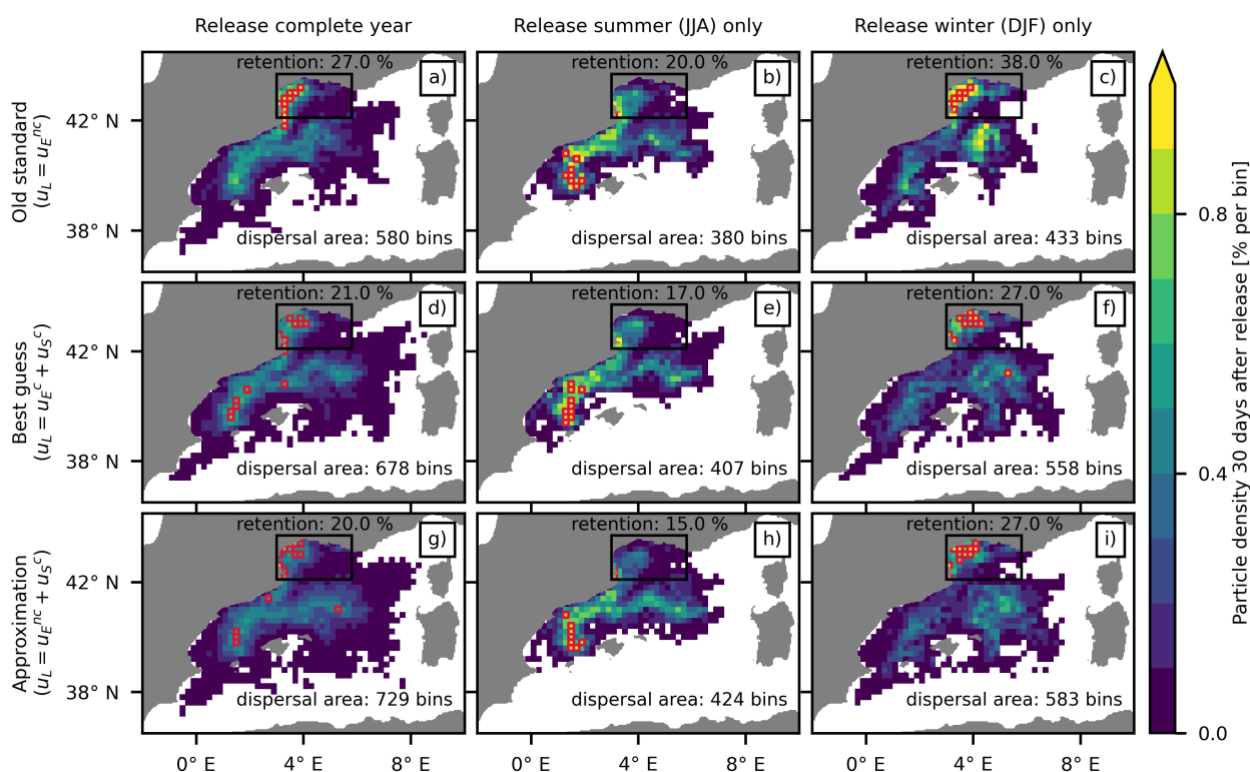 Release complete year
Release summer (JJA) only
Release winter (DJF) only
Old standard
(u_L = u_E^{nc})
retention: 27.0 %
a)
dispersal area: 580 bins
retention: 20.0 %
b)
dispersal area: 380 bins
retention: 38.0 %
c)
dispersal area: 433 bins
42° N
38° N
Best guess
(u_L = u_E^c + u_S^c)
retention: 21.0 %
d)
dispersal area: 678 bins
retention: 17.0 %
e)
dispersal area: 407 bins
retention: 27.0 %
f)
dispersal area: 558 bins
42° N
38° N
Approximation
(u_L = u_E^{nc} + u_S^c)
retention: 20.0 %
g)
dispersal area: 729 bins
retention: 15.0 %
h)
dispersal area: 424 bins
retention: 27.0 %
i)
dispersal area: 583 bins
42° N
38° N
0° E
4° E
8° E
0° E
4° E
8° E
0° E
4° E
8° E
0.8
0.4
0.0
Particle density 30 days after release [% per bin]